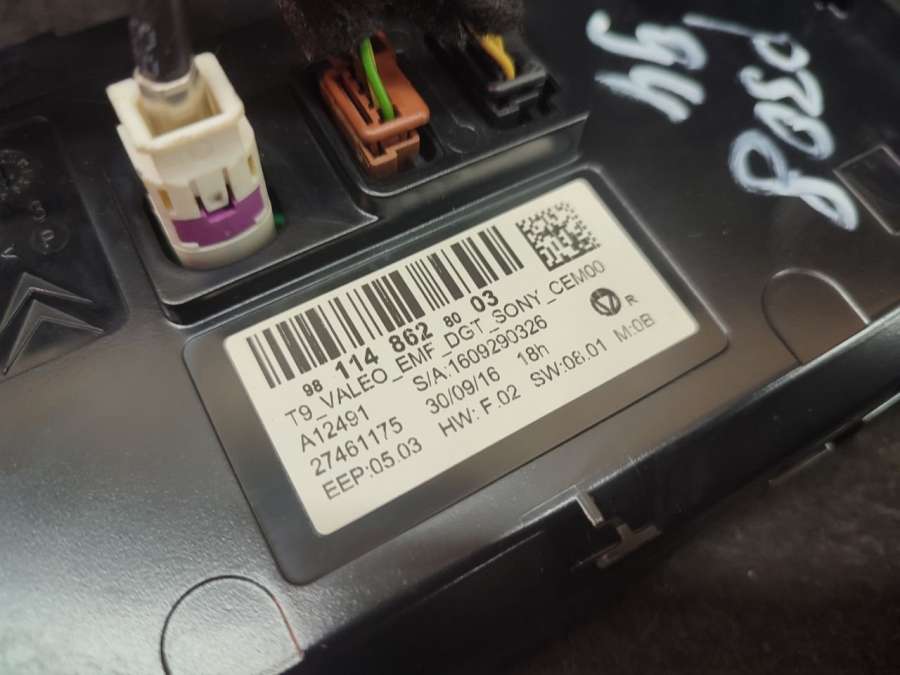 98 114 862 80 03
T9_VALEO_EMF_DGT_SONY_CEM00
A12491 S/A:1609290326
27461175 30/09/16 18h R
EEP:05.03 HW: F.02 SW:08.01 M:0B